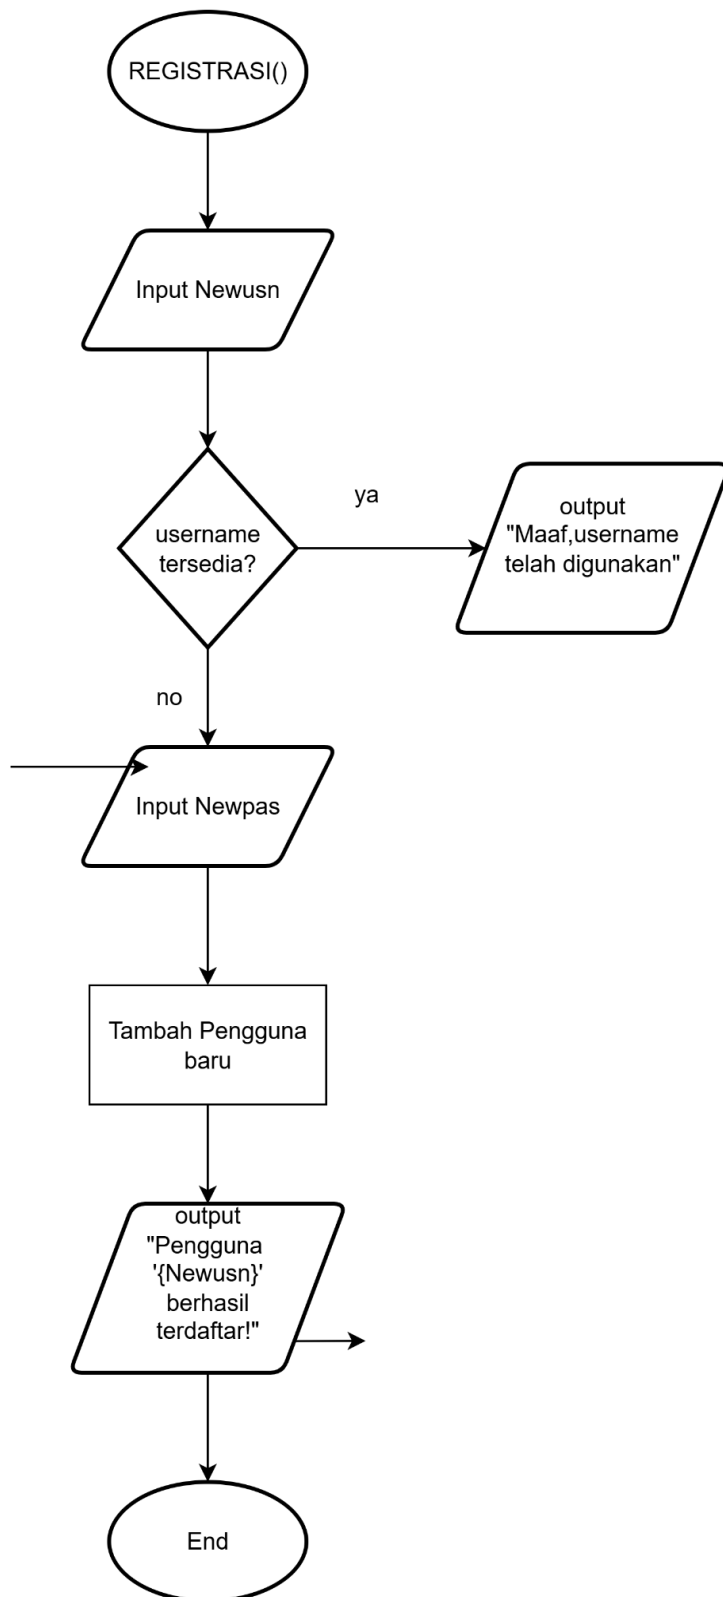 REGISTRASI()
Input Newusn
username
tersedia?
ya
output
"Maaf,username
telah digunakan"
no
Input Newpas
Tambah Pengguna
baru
output
"Pengguna
'{Newusn}'
berhasil
terdaftar!"
End